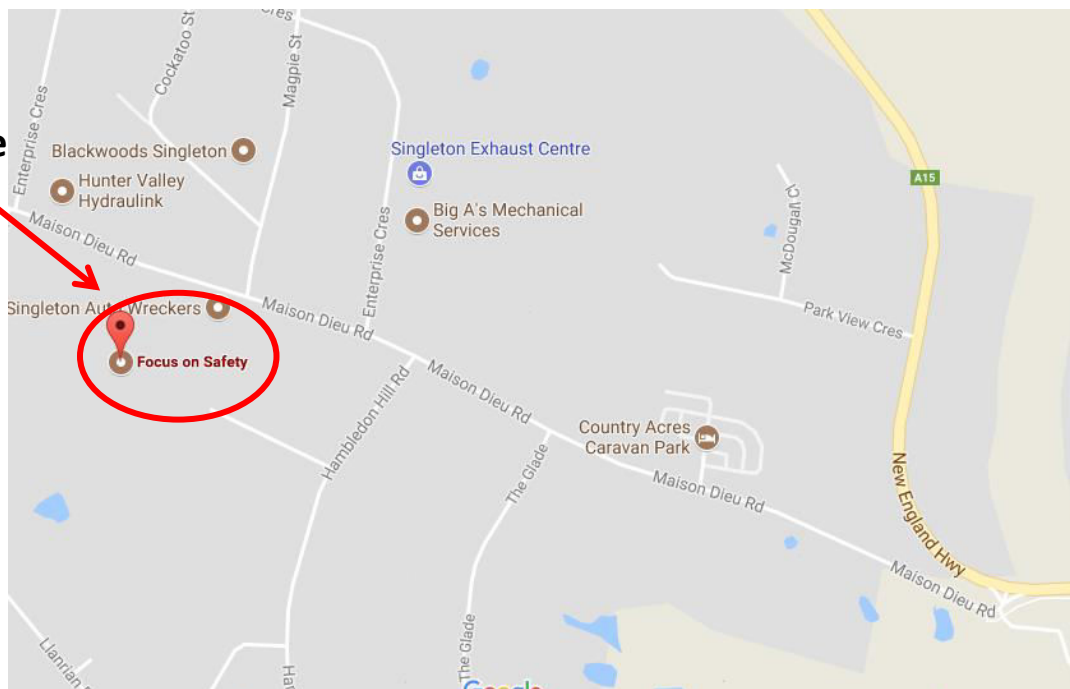 Cres
Cockatoo St
Magpie St
Enterprise Cres
e
Blackwoods Singleton
Singleton Exhaust Centre
A15
Hunter Valley
Hydraulink
McDougall Cl
Big A's Mechanical
Services
Maison Dieu Rd
Enterprise Cres
Singleton Auto Wreckers
Maison Dieu Rd
Park View Cres
Focus on Safety
Hambledon Hill Rd
Maison Dieu Rd
Country Acres
Caravan Park
The Glade
Maison Dieu Rd
New England Hwy
Maison Dieu Rd
Llanrian
The Glade
Ha
Google